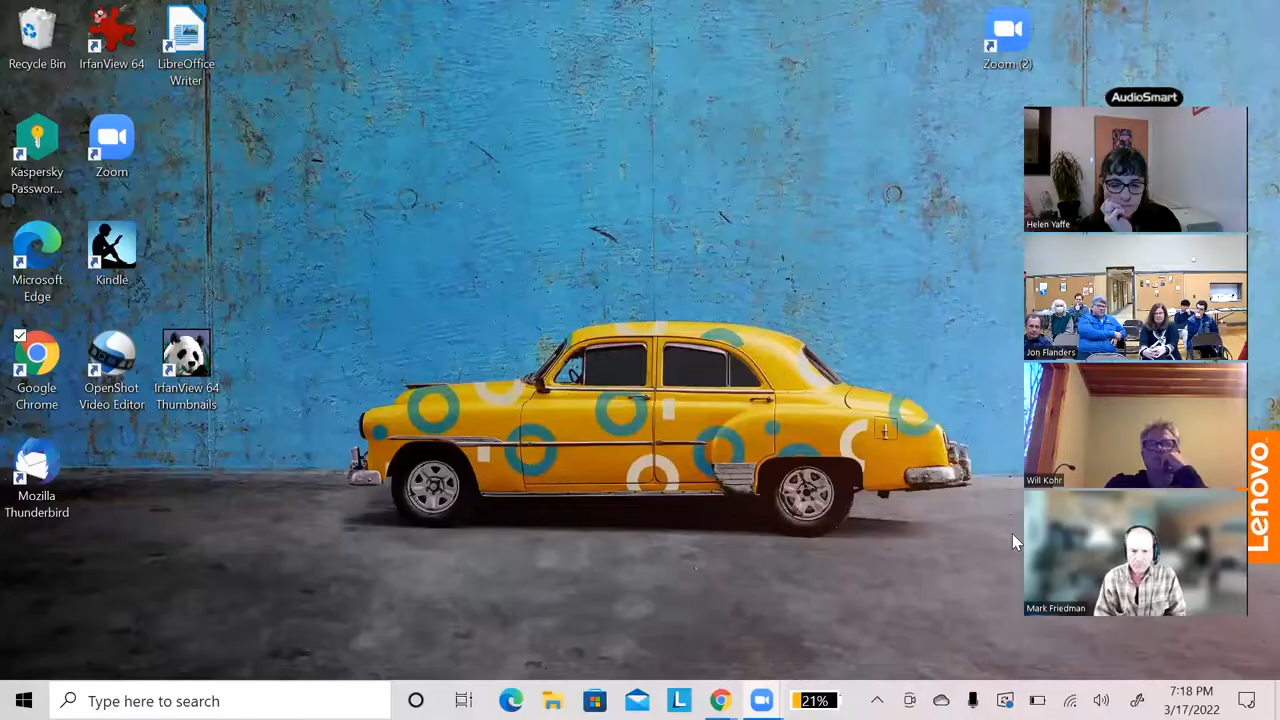 Recycle Bin
IrfanView 64
LibreOffice
Writer
Zoom (2)
AudioSmart
Kaspersky
Passwor...
Zoom
Helen Yaffe
Microsoft
Edge
Kindle
Jon Flanders
Google
Chrome
OpenShot
Video Editor
IrfanView 64
Thumbnails
Will Kohr
Mozilla
Thunderbird
Lenovo
Mark Friedman
Type here to search
L
21%
7:18 PM
3/17/2022